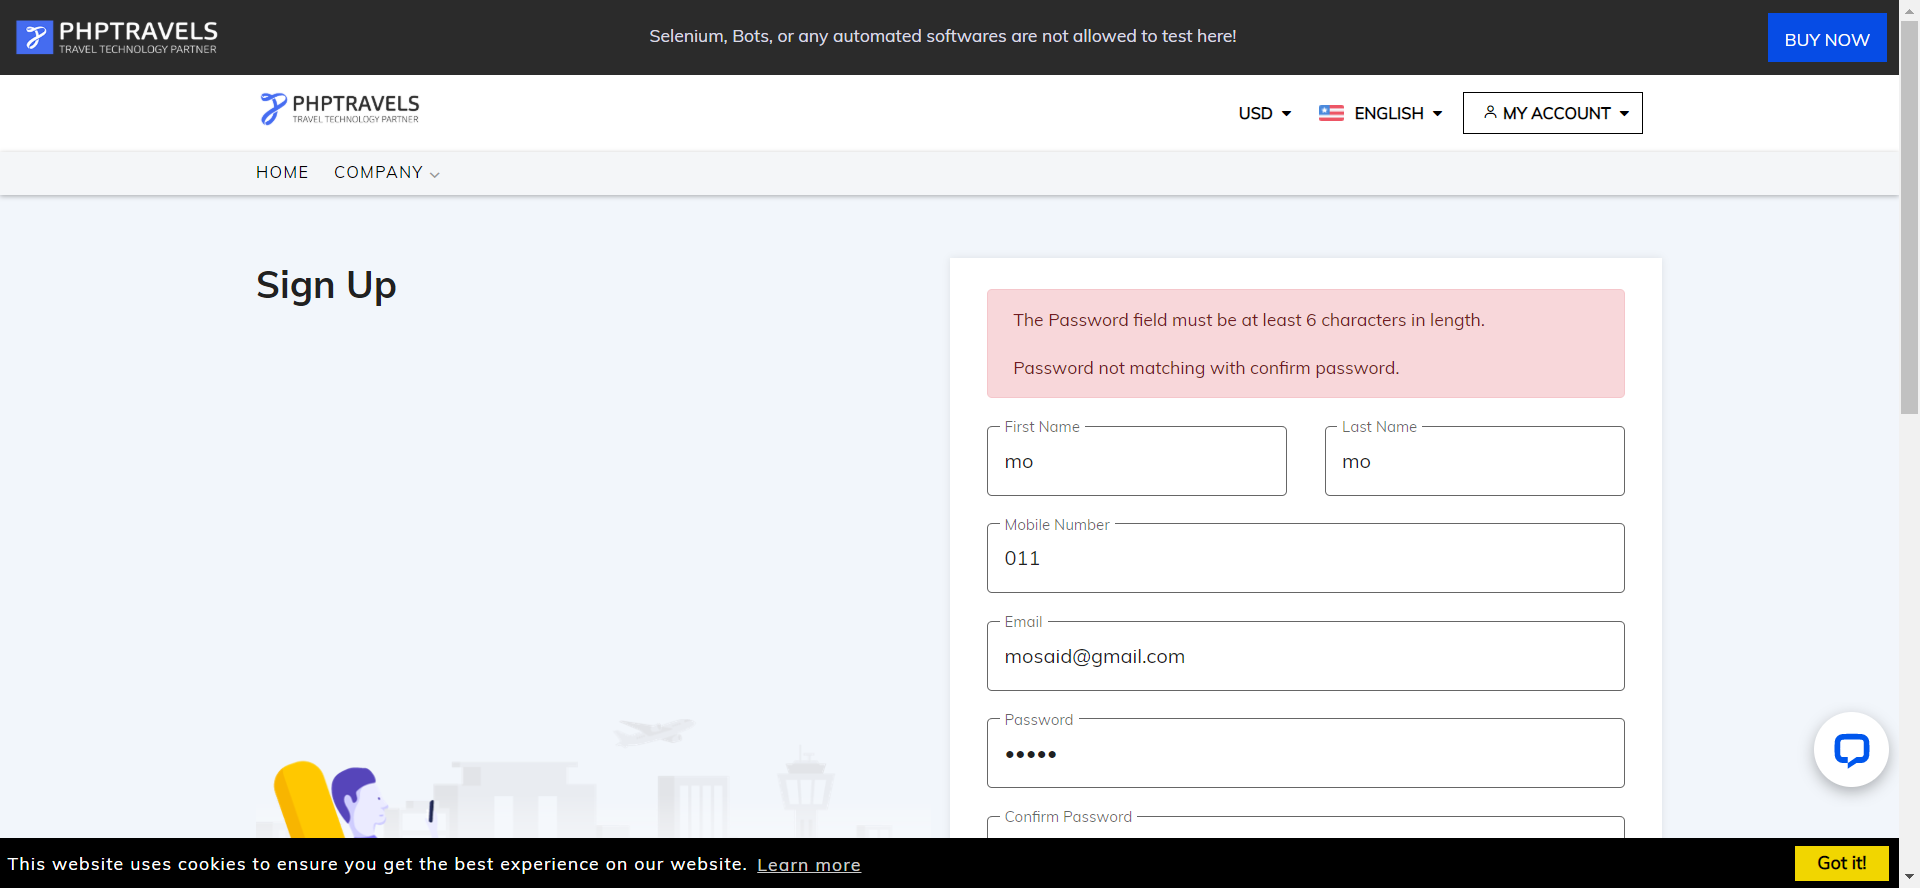 PHPTRAVELS
TRAVEL TECHNOLOGY PARTNER
Selenium, Bots, or any automated softwares are not allowed to test here!
BUY NOW
PHPTRAVELS
TRAVEL TECHNOLOGY PARTNER
USD
ENGLISH
MY ACCOUNT
HOME
COMPANY
Sign Up
The Password field must be at least 6 characters in length.
Password not matching with confirm password.
First Name
mo
Last Name
mo
Mobile Number
011
Email
mosaid@gmail.com
Password
•••••
Confirm Password
This website uses cookies to ensure you get the best experience on our website. Learn more
Got it!